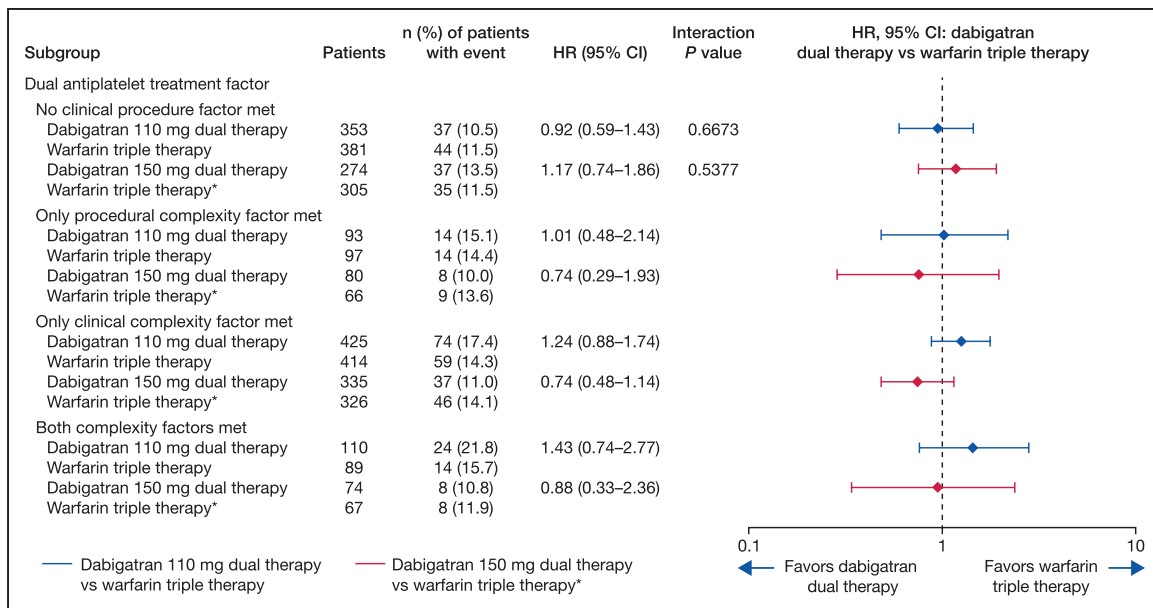 Subgroup Patients n (%) of patients with event HR (95% CI) Interaction P value HR, 95% CI: dabigatran dual therapy vs warfarin triple therapy
Dual antiplatelet treatment factor
No clinical procedure factor met
Dabigatran 110 mg dual therapy 353 37 (10.5) 0.92 (0.59–1.43) 0.6673
Warfarin triple therapy 381 44 (11.5)
Dabigatran 150 mg dual therapy 274 37 (13.5) 1.17 (0.74–1.86) 0.5377
Warfarin triple therapy* 305 35 (11.5)
Only procedural complexity factor met
Dabigatran 110 mg dual therapy 93 14 (15.1) 1.01 (0.48–2.14)
Warfarin triple therapy 97 14 (14.4)
Dabigatran 150 mg dual therapy 80 8 (10.0) 0.74 (0.29–1.93)
Warfarin triple therapy* 66 9 (13.6)
Only clinical complexity factor met
Dabigatran 110 mg dual therapy 425 74 (17.4) 1.24 (0.88–1.74)
Warfarin triple therapy 414 59 (14.3)
Dabigatran 150 mg dual therapy 335 37 (11.0) 0.74 (0.48–1.14)
Warfarin triple therapy* 326 46 (14.1)
Both complexity factors met
Dabigatran 110 mg dual therapy 110 24 (21.8) 1.43 (0.74–2.77)
Warfarin triple therapy 89 14 (15.7)
Dabigatran 150 mg dual therapy 74 8 (10.8) 0.88 (0.33–2.36)
Warfarin triple therapy* 67 8 (11.9)
0.1 1 10
Favors dabigatran dual therapy
Favors warfarin triple therapy
Dabigatran 110 mg dual therapy
vs warfarin triple therapy
Dabigatran 150 mg dual therapy
vs warfarin triple therapy*